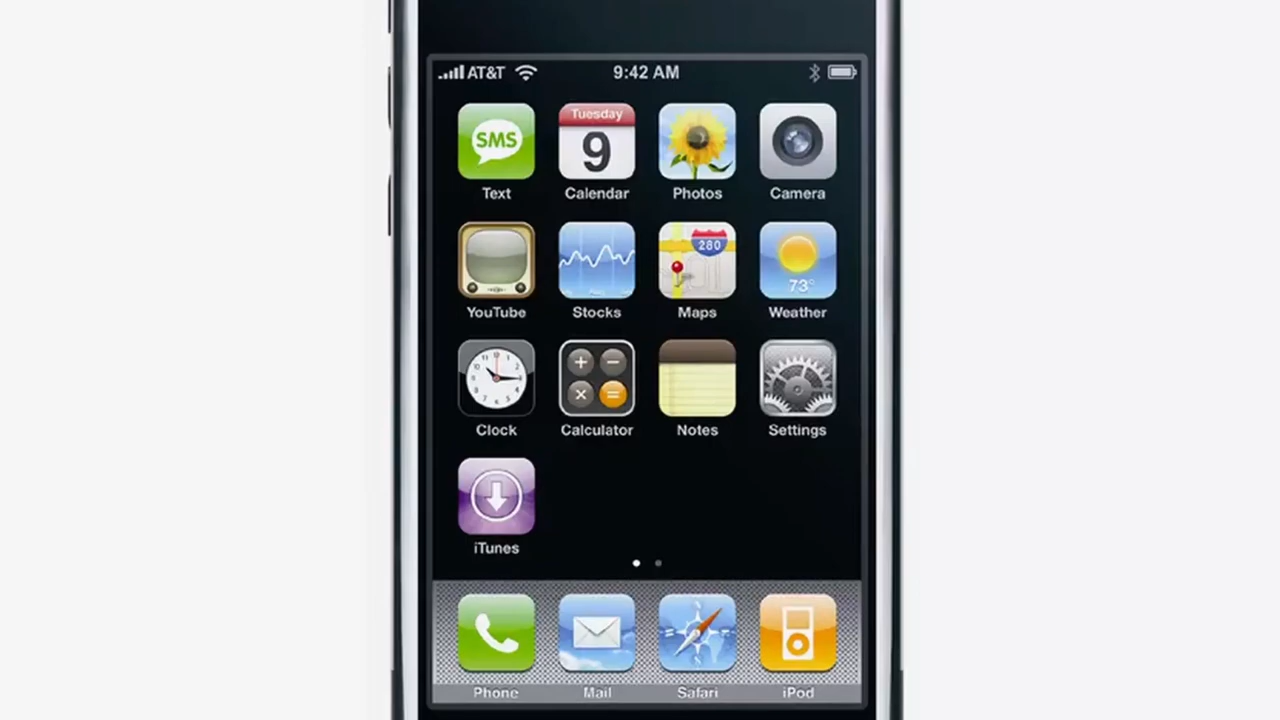 AT&T 9:42 AM
SMS Tuesday 9
Text Calendar Photos Camera
280 73°
YouTube Stocks Maps Weather
+ − × =
Clock Calculator Notes Settings
iTunes
Phone Mail Safari iPod